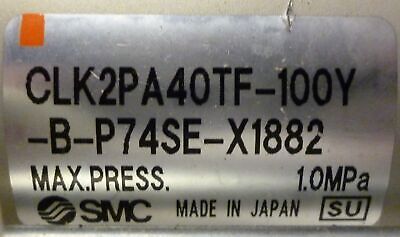 CLK2PA40TF-100Y
-B-P74SE-X1882
MAX.PRESS. 1.0MPa
SMC MADE IN JAPAN SU